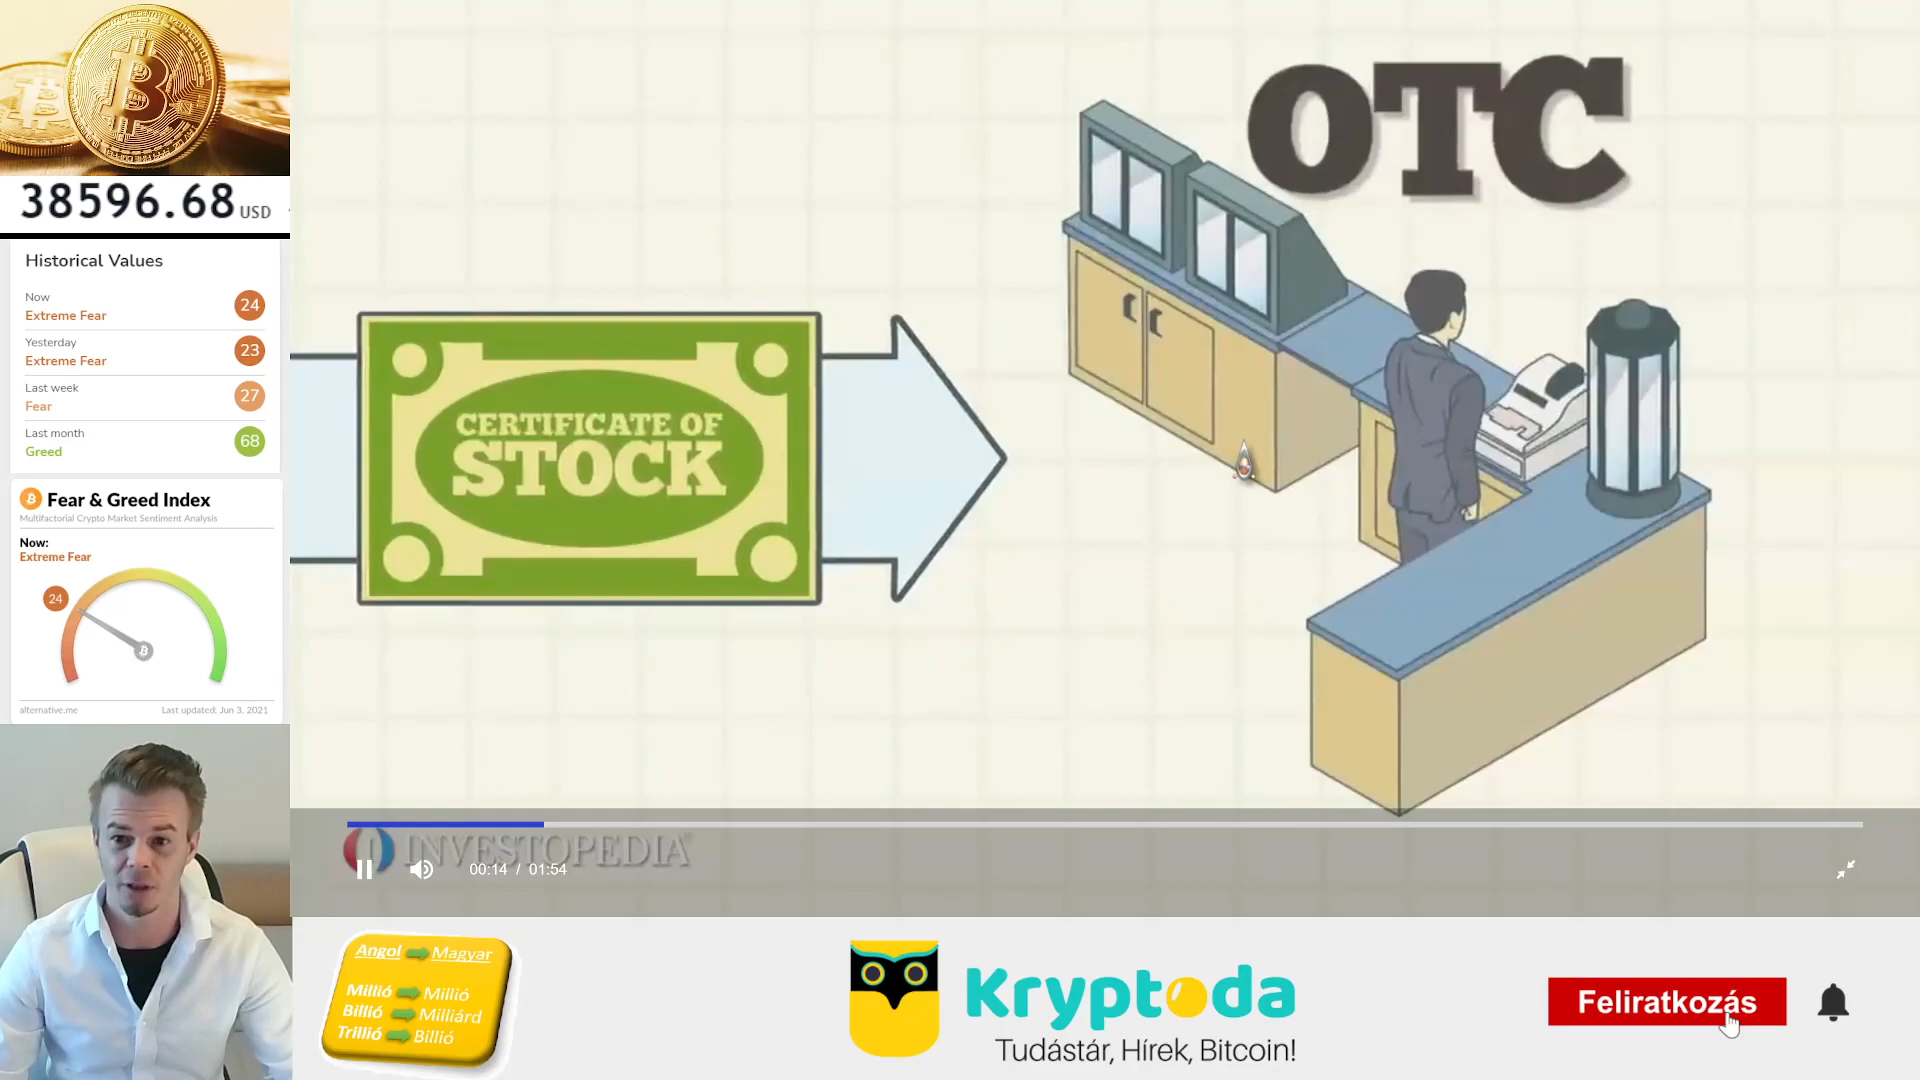 38596.68 USD
Historical Values
Now
Extreme Fear
24
Yesterday
Extreme Fear
23
Last week
Fear
27
Last month
Greed
68
Fear & Greed Index
Multifactorial Crypto Market Sentiment Analysis
Now:
Extreme Fear
24
alternative.me
Last updated: Jun 3, 2021
OTC
CERTIFICATE OF
STOCK
INVESTOPEDIA®
00:14 / 01:54
Angol ➡ Magyar
Millió ➡ Millió
Billió ➡ Milliárd
Trillió ➡ Billió
Kryptoda
Tudástár, Hírek, Bitcoin!
Feliratkozás